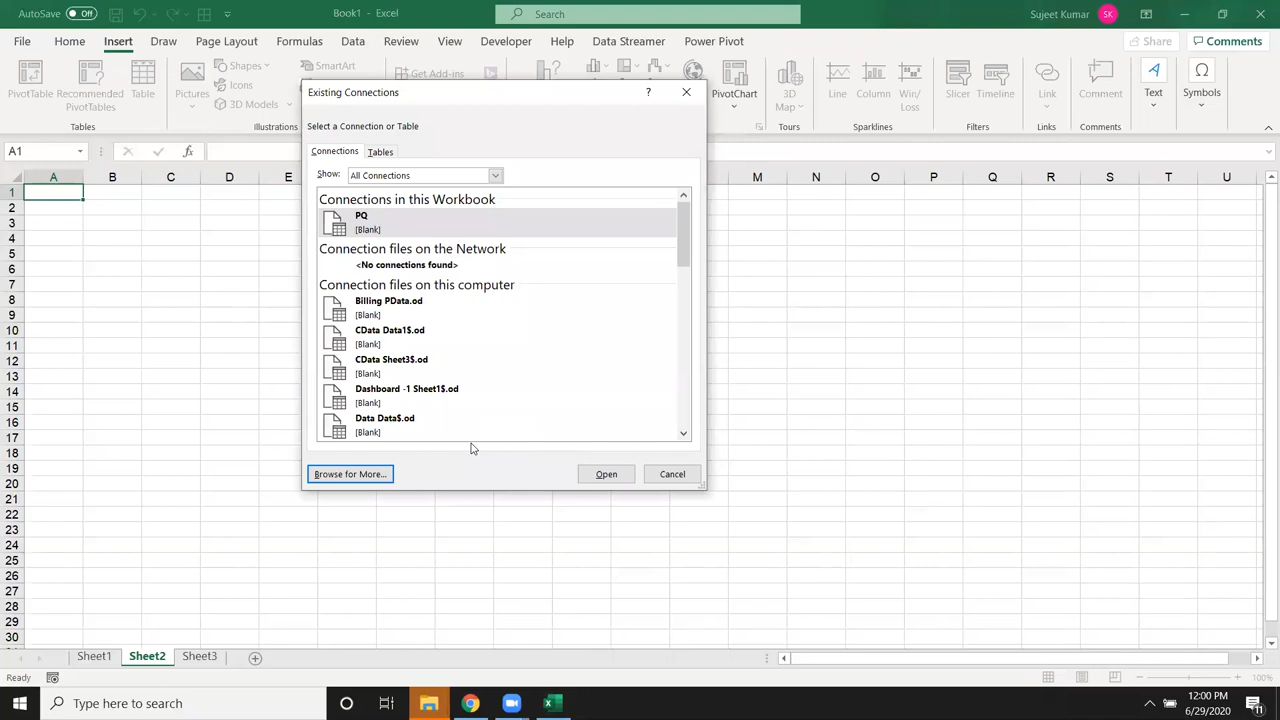 AutoSave Off Book1 - Excel Search Sujeet Kumar SK
File Home Insert Draw Page Layout Formulas Data Review View Developer Help Data Streamer Power Pivot Share Comments
PivotTable Recommended PivotTables Table Pictures Shapes Icons 3D Models SmartArt Get Add-ins PivotChart 3D Map Line Column Win/Loss Slicer Timeline Link Comment Text Symbols
Tables Illustrations Tours Sparklines Filters Links Comments
A1 fx
A B C D E M N O P Q R S T U
Existing Connections ? 
Select a Connection or Table
Connections Tables
Show: All Connections
Connections in this Workbook
PQ
[Blank]
Connection files on the Network
<No connections found>
Connection files on this computer
Billing PData.od
[Blank]
CData Data1$.od
[Blank]
CData Sheet3$.od
[Blank]
Dashboard -1 Sheet1$.od
[Blank]
Data Data$.od
[Blank]
Browse for More... Open Cancel
1
2
3
4
5
6
7
8
9
10
11
12
13
14
15
16
17
18
19
20
21
22
23
24
25
26
27
28
29
30
Sheet1 Sheet2 Sheet3
Ready 100%
Type here to search 12:00 PM
6/29/2020 11